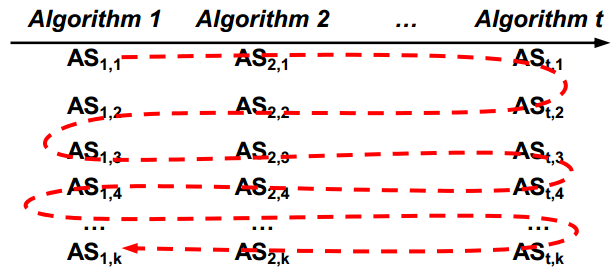 Algorithm 1 Algorithm 2 ... Algorithm t
AS1,1 AS2,1 ASt,1
AS1,2 AS2,2 ASt,2
AS1,3 AS2,3 ASt,3
AS1,4 AS2,4 ASt,4
... ... ...
AS1,k AS2,k ASt,k